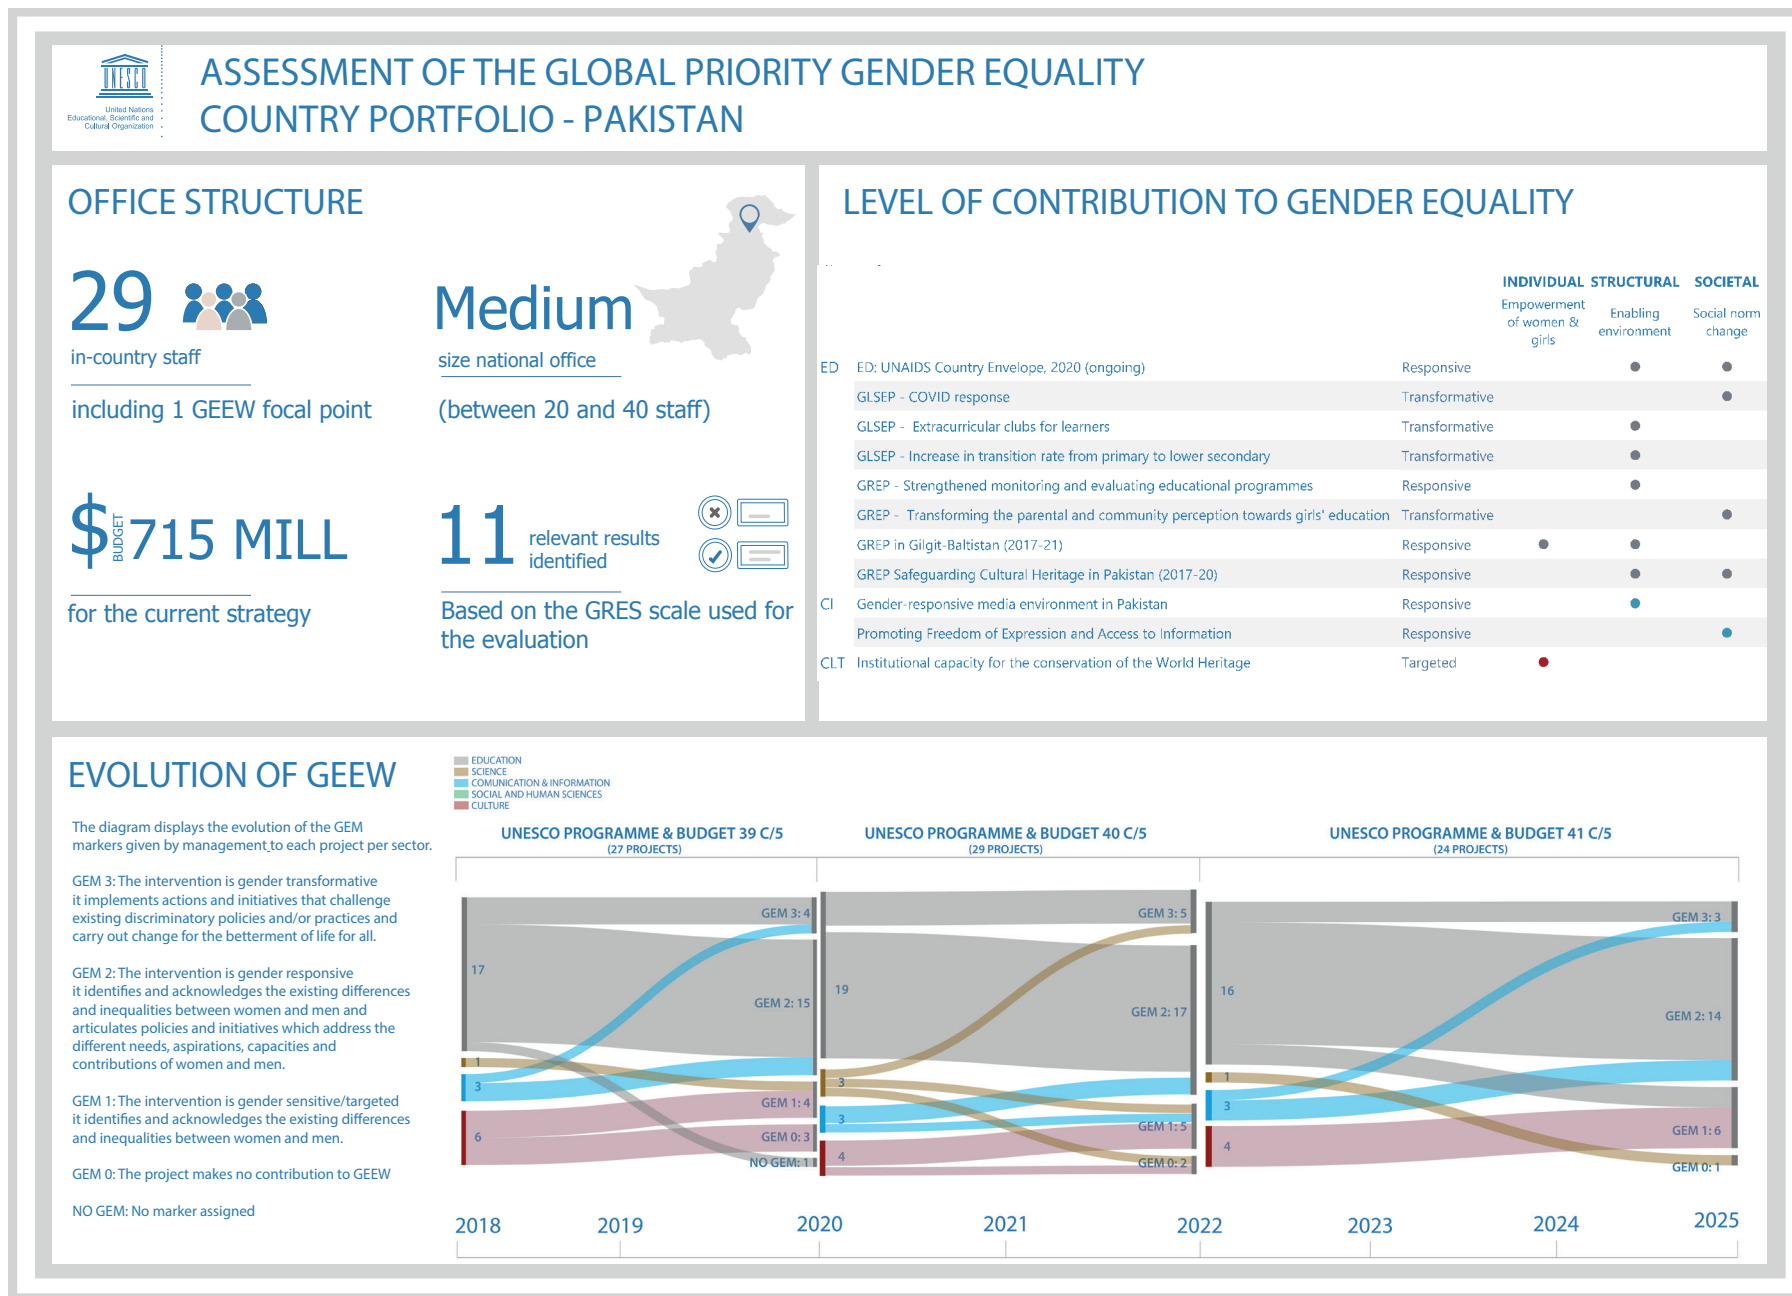 UNESCO
United Nations
Educational, Scientific and
Cultural Organization
ASSESSMENT OF THE GLOBAL PRIORITY GENDER EQUALITY
COUNTRY PORTFOLIO - PAKISTAN
OFFICE STRUCTURE
29
in-country staff
including 1 GEEW focal point
Medium
size national office
(between 20 and 40 staff)
$ BUDGET 715 MILL
for the current strategy
11 relevant results
identified
Based on the GRES scale used for
the evaluation
LEVEL OF CONTRIBUTION TO GENDER EQUALITY
INDIVIDUAL STRUCTURAL SOCIETAL
Empowerment
of women &
girls
Enabling
environment
Social norm
change
ED ED: UNAIDS Country Envelope, 2020 (ongoing) Responsive
GLSEP - COVID response Transformative
GLSEP - Extracurricular clubs for learners Transformative
GLSEP - Increase in transition rate from primary to lower secondary Transformative
GREP - Strengthened monitoring and evaluating educational programmes Responsive
GREP - Transforming the parental and community perception towards girls' education Transformative
GREP in Gilgit-Baltistan (2017-21) Responsive
GREP Safeguarding Cultural Heritage in Pakistan (2017-20) Responsive
CI Gender-responsive media environment in Pakistan Responsive
Promoting Freedom of Expression and Access to Information Responsive
CLT Institutional capacity for the conservation of the World Heritage Targeted
EVOLUTION OF GEEW
The diagram displays the evolution of the GEM
markers given by management to each project per sector.
GEM 3: The intervention is gender transformative
it implements actions and initiatives that challenge
existing discriminatory policies and/or practices and
carry out change for the betterment of life for all.
GEM 2: The intervention is gender responsive
it identifies and acknowledges the existing differences
and inequalities between women and men and
articulates policies and initiatives which address the
different needs, aspirations, capacities and
contributions of women and men.
GEM 1: The intervention is gender sensitive/targeted
it identifies and acknowledges the existing differences
and inequalities between women and men.
GEM 0: The project makes no contribution to GEEW
NO GEM: No marker assigned
EDUCATION
SCIENCE
COMUNICATION & INFORMATION
SOCIAL AND HUMAN SCIENCES
CULTURE
UNESCO PROGRAMME & BUDGET 39 C/5
(27 PROJECTS)
17
1
3
6
GEM 3: 4
GEM 2: 15
GEM 1: 4
GEM 0: 3
NO GEM: 1
UNESCO PROGRAMME & BUDGET 40 C/5
(29 PROJECTS)
19
3
3
4
GEM 3: 5
GEM 2: 17
GEM 1: 5
GEM 0: 2
UNESCO PROGRAMME & BUDGET 41 C/5
(24 PROJECTS)
16
1
3
4
GEM 3: 3
GEM 2: 14
GEM 1: 6
GEM 0: 1
2018 2019 2020 2021 2022 2023 2024 2025